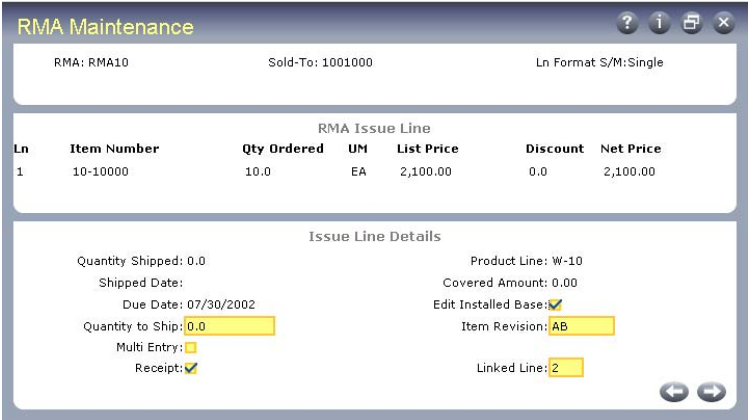 RMA Maintenance
? i
RMA: RMA10 Sold-To: 1001000 Ln Format S/M:Single
RMA Issue Line
Ln Item Number Qty Ordered UM List Price Discount Net Price
1 10-10000 10.0 EA 2,100.00 0.0 2,100.00
Issue Line Details
Quantity Shipped: 0.0 Product Line: W-10
Shipped Date: Covered Amount: 0.00
Due Date: 07/30/2002 Edit Installed Base:
Quantity to Ship: 0.0 Item Revision: AB
Multi Entry:
Receipt: Linked Line: 2